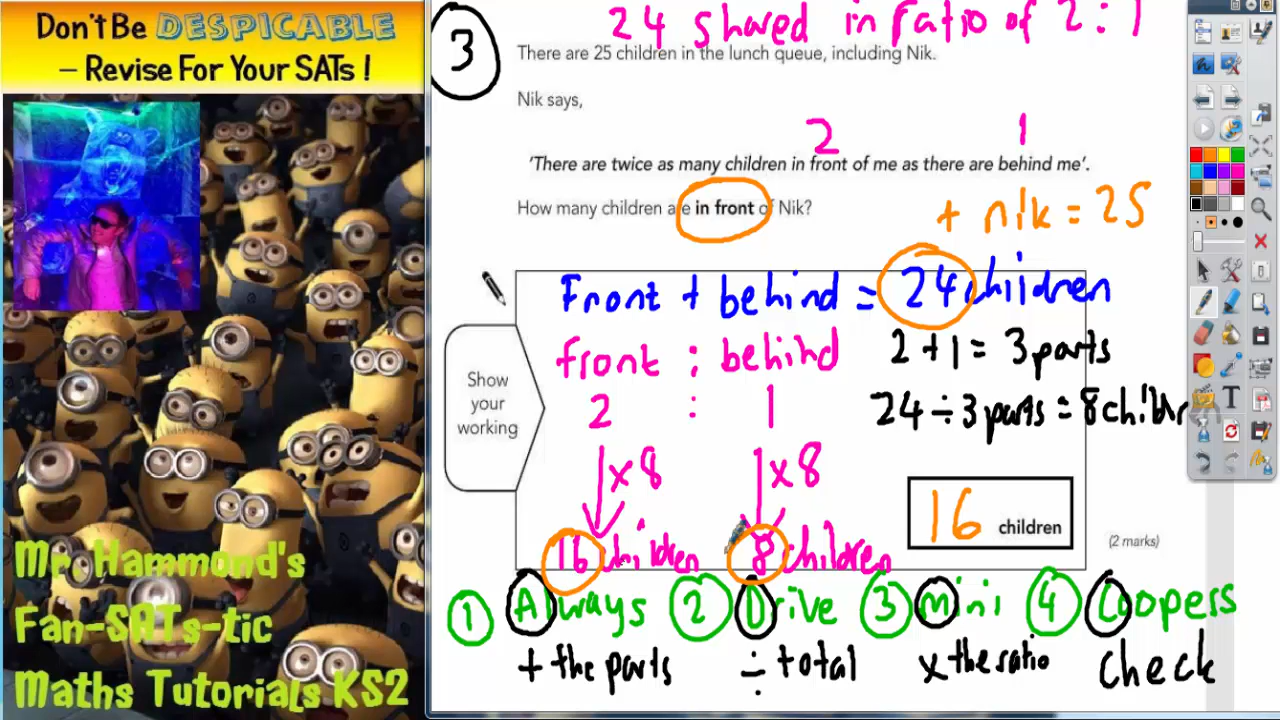 Don't Be DESPICABLE
– Revise For Your SATs !
Mr Hammond's
Fan-SATs-tic
Maths Tutorials KS2
24 shared in ratio of 2 : 1
3
There are 25 children in the lunch queue, including Nik.
Nik says,
2 1
'There are twice as many children in front of me as there are behind me'.
How many children are in front of Nik?
+ nik = 25
Front + behind = 24 children
front : behind
2 : 1
x 8 x 8
16 children 8 children
2 + 1 = 3 parts
24 ÷ 3 parts = 8 childr
Show
your
working
16 children
(2 marks)
1 Always 2 Drive 3 Mini 4 Coopers
+ the parts ÷ total x the ratio check